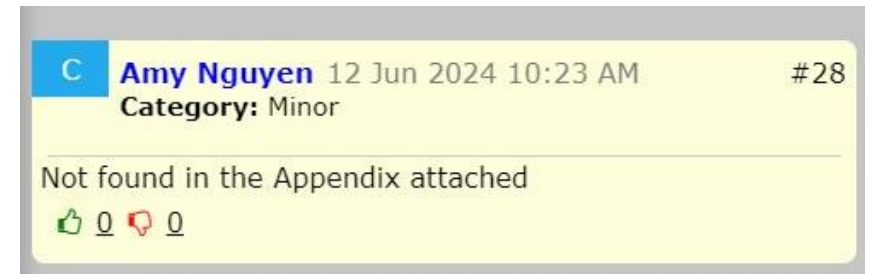 C
Amy Nguyen 12 Jun 2024 10:23 AM #28
Category: Minor
Not found in the Appendix attached
0 0